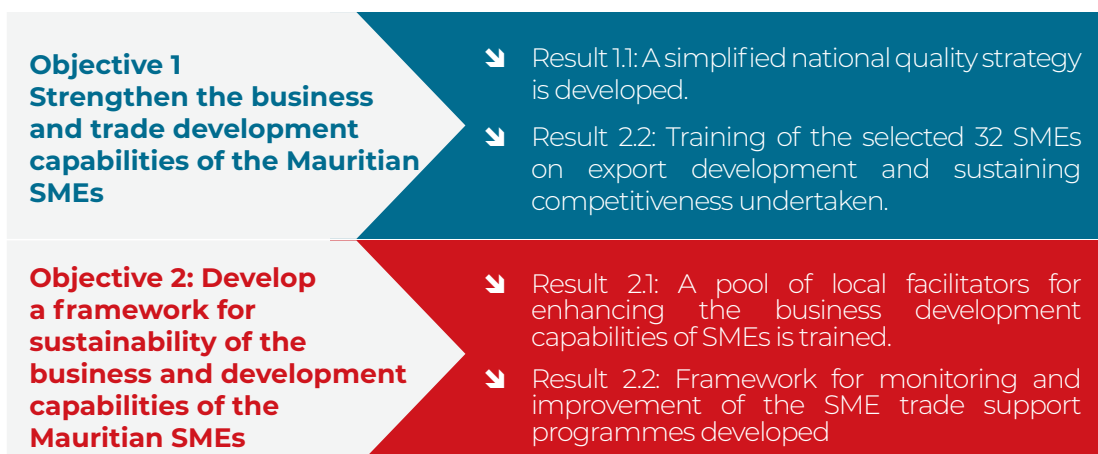 Objective 1
Strengthen the business
and trade development
capabilities of the Mauritian
SMEs
Result 1.1: A simplified national quality strategy
is developed.
Result 2.2: Training of the selected 32 SMEs
on export development and sustaining
competitiveness undertaken.
Objective 2: Develop
a framework for
sustainability of the
business and development
capabilities of the
Mauritian SMEs
Result 2.1: A pool of local facilitators for
enhancing the business development
capabilities of SMEs is trained.
Result 2.2: Framework for monitoring and
improvement of the SME trade support
programmes developed